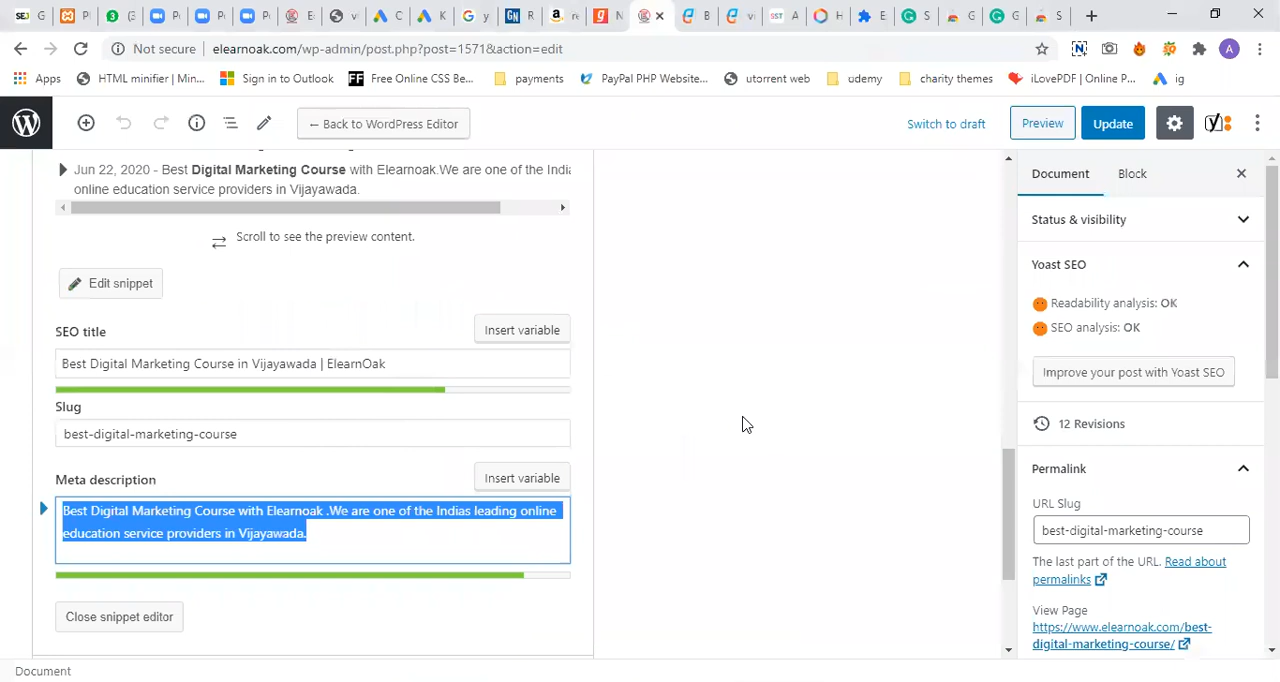 G
Pl
(3
P
P
P
E
vi
C
K
y
R
re
N
B
vi
A
H
E
S
G
G
S
Not secure
elearnoak.com/wp-admin/post.php?post=1571&action=edit
A
Apps
HTML minifier | Min...
Sign in to Outlook
FF Free Online CSS Be...
payments
PayPal PHP Website...
utorrent web
udemy
charity themes
iLovePDF | Online P...
ig
← Back to WordPress Editor
Switch to draft
Preview
Update
Jun 22, 2020 - Best Digital Marketing Course with Elearnoak.We are one of the India
online education service providers in Vijayawada.
Scroll to see the preview content.
Edit snippet
SEO title
Insert variable
Best Digital Marketing Course in Vijayawada | ElearnOak
Slug
best-digital-marketing-course
Meta description
Insert variable
Best Digital Marketing Course with Elearnoak .We are one of the Indias leading online
education service providers in Vijayawada.
Close snippet editor
Document
Block
Status & visibility
Yoast SEO
Readability analysis: OK
SEO analysis: OK
Improve your post with Yoast SEO
12 Revisions
Permalink
URL Slug
best-digital-marketing-course
The last part of the URL. Read about
permalinks
View Page
https://www.elearnoak.com/best-
digital-marketing-course/
Document